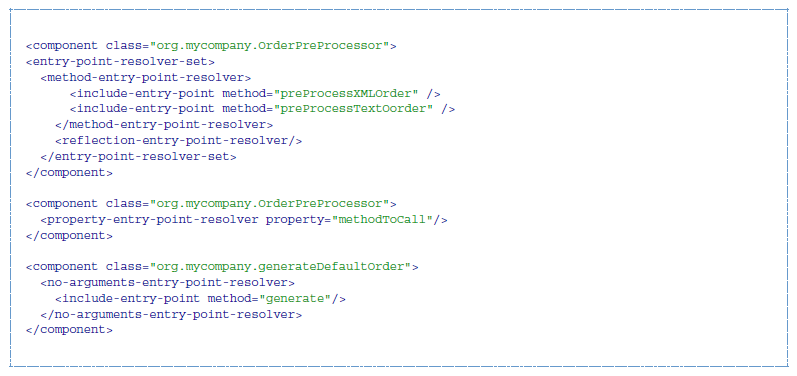 <component class="org.mycompany.OrderPreProcessor">
<entry-point-resolver-set>
<method-entry-point-resolver>
<include-entry-point method="preProcessXMLOrder" />
<include-entry-point method="preProcessTextOorder" />
</method-entry-point-resolver>
<reflection-entry-point-resolver/>
</entry-point-resolver-set>
</component>
<component class="org.mycompany.OrderPreProcessor">
<property-entry-point-resolver property="methodToCall"/>
</component>
<component class="org.mycompany.generateDefaultOrder">
<no-arguments-entry-point-resolver>
<include-entry-point method="generate"/>
</no-arguments-entry-point-resolver>
</component>